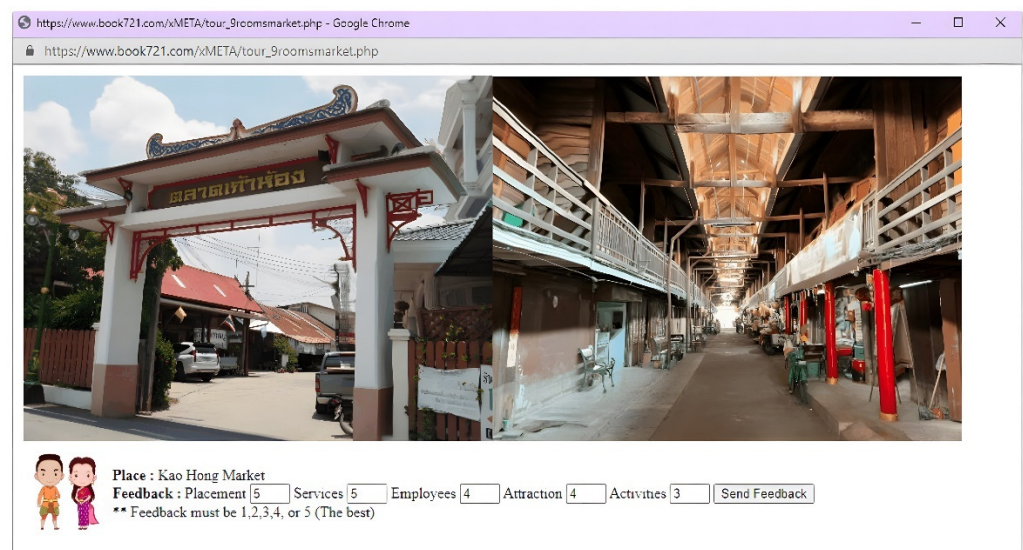 https://www.book721.com/xMETA/tour_9roomsmarket.php - Google Chrome
https://www.book721.com/xMETA/tour_9roomsmarket.php
ตลาดเก้าห้อง
Place : Kao Hong Market
Feedback : Placement 5 Services 5 Employees 4 Attraction 4 Activities 3 Send Feedback
** Feedback must be 1,2,3,4, or 5 (The best)